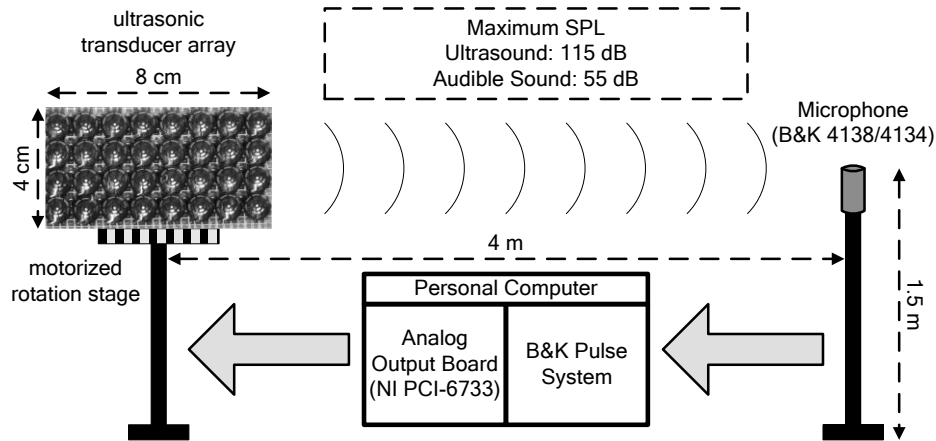 ultrasonic
transducer array
8 cm
4 cm
Maximum SPL
Ultrasound: 115 dB
Audible Sound: 55 dB
Microphone
(B&K 4138/4134)
4 m
motorized
rotation stage
Personal Computer
Analog
Output Board
(NI PCI-6733)
B&K Pulse
System
1.5 m